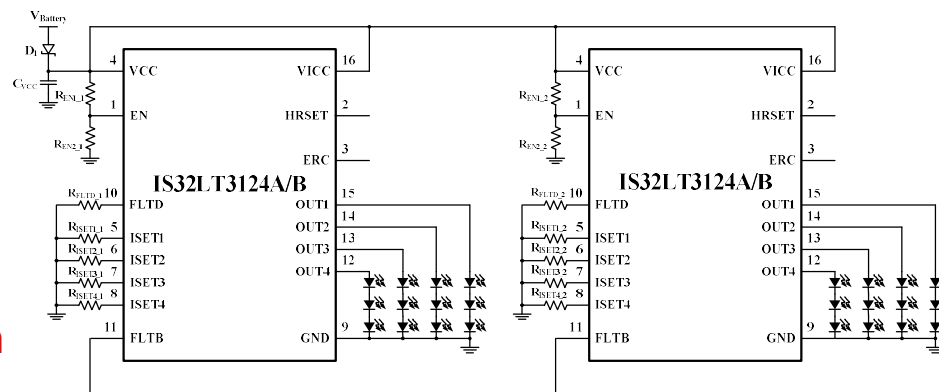 VBattery
D1
CVCC
4 VCC VICC 16
REN1_1
1 EN HRSET 2
REN2_1
ERC 3
IS32LT3124A/B
RFLTD_1 10 FLTD OUT1 15
OUT2 14
RISET1_1 5 ISET1
OUT3 13
RISET2_1 6 ISET2
OUT4 12
RISET3_1 7 ISET3
RISET4_1 8 ISET4
11 FLTB GND 9
4 VCC VICC 16
REN1_2
1 EN HRSET 2
REN2_2
ERC 3
IS32LT3124A/B
RFLTD_2 10 FLTD OUT1 15
OUT2 14
RISET1_2 5 ISET1
OUT3 13
RISET2_2 6 ISET2
OUT4 12
RISET3_2 7 ISET3
RISET4_2 8 ISET4
11 FLTB GND 9